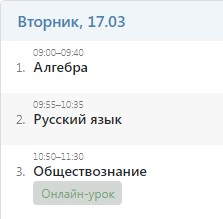 Вторник, 17.03
09:00–09:40
1. Алгебра
09:55–10:35
2. Русский язык
10:50–11:30
3. Обществознание
Онлайн-урок